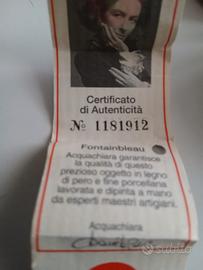 Certificato
di Autenticità
№ 1181912
Fontainbleau
Acquachiara garantisce
la qualità di questo
prezioso oggetto in legno
di pero e fine porcellana
lavorata e dipinta a mano
da esperti maestri artigiani.
Acquachiara
subito